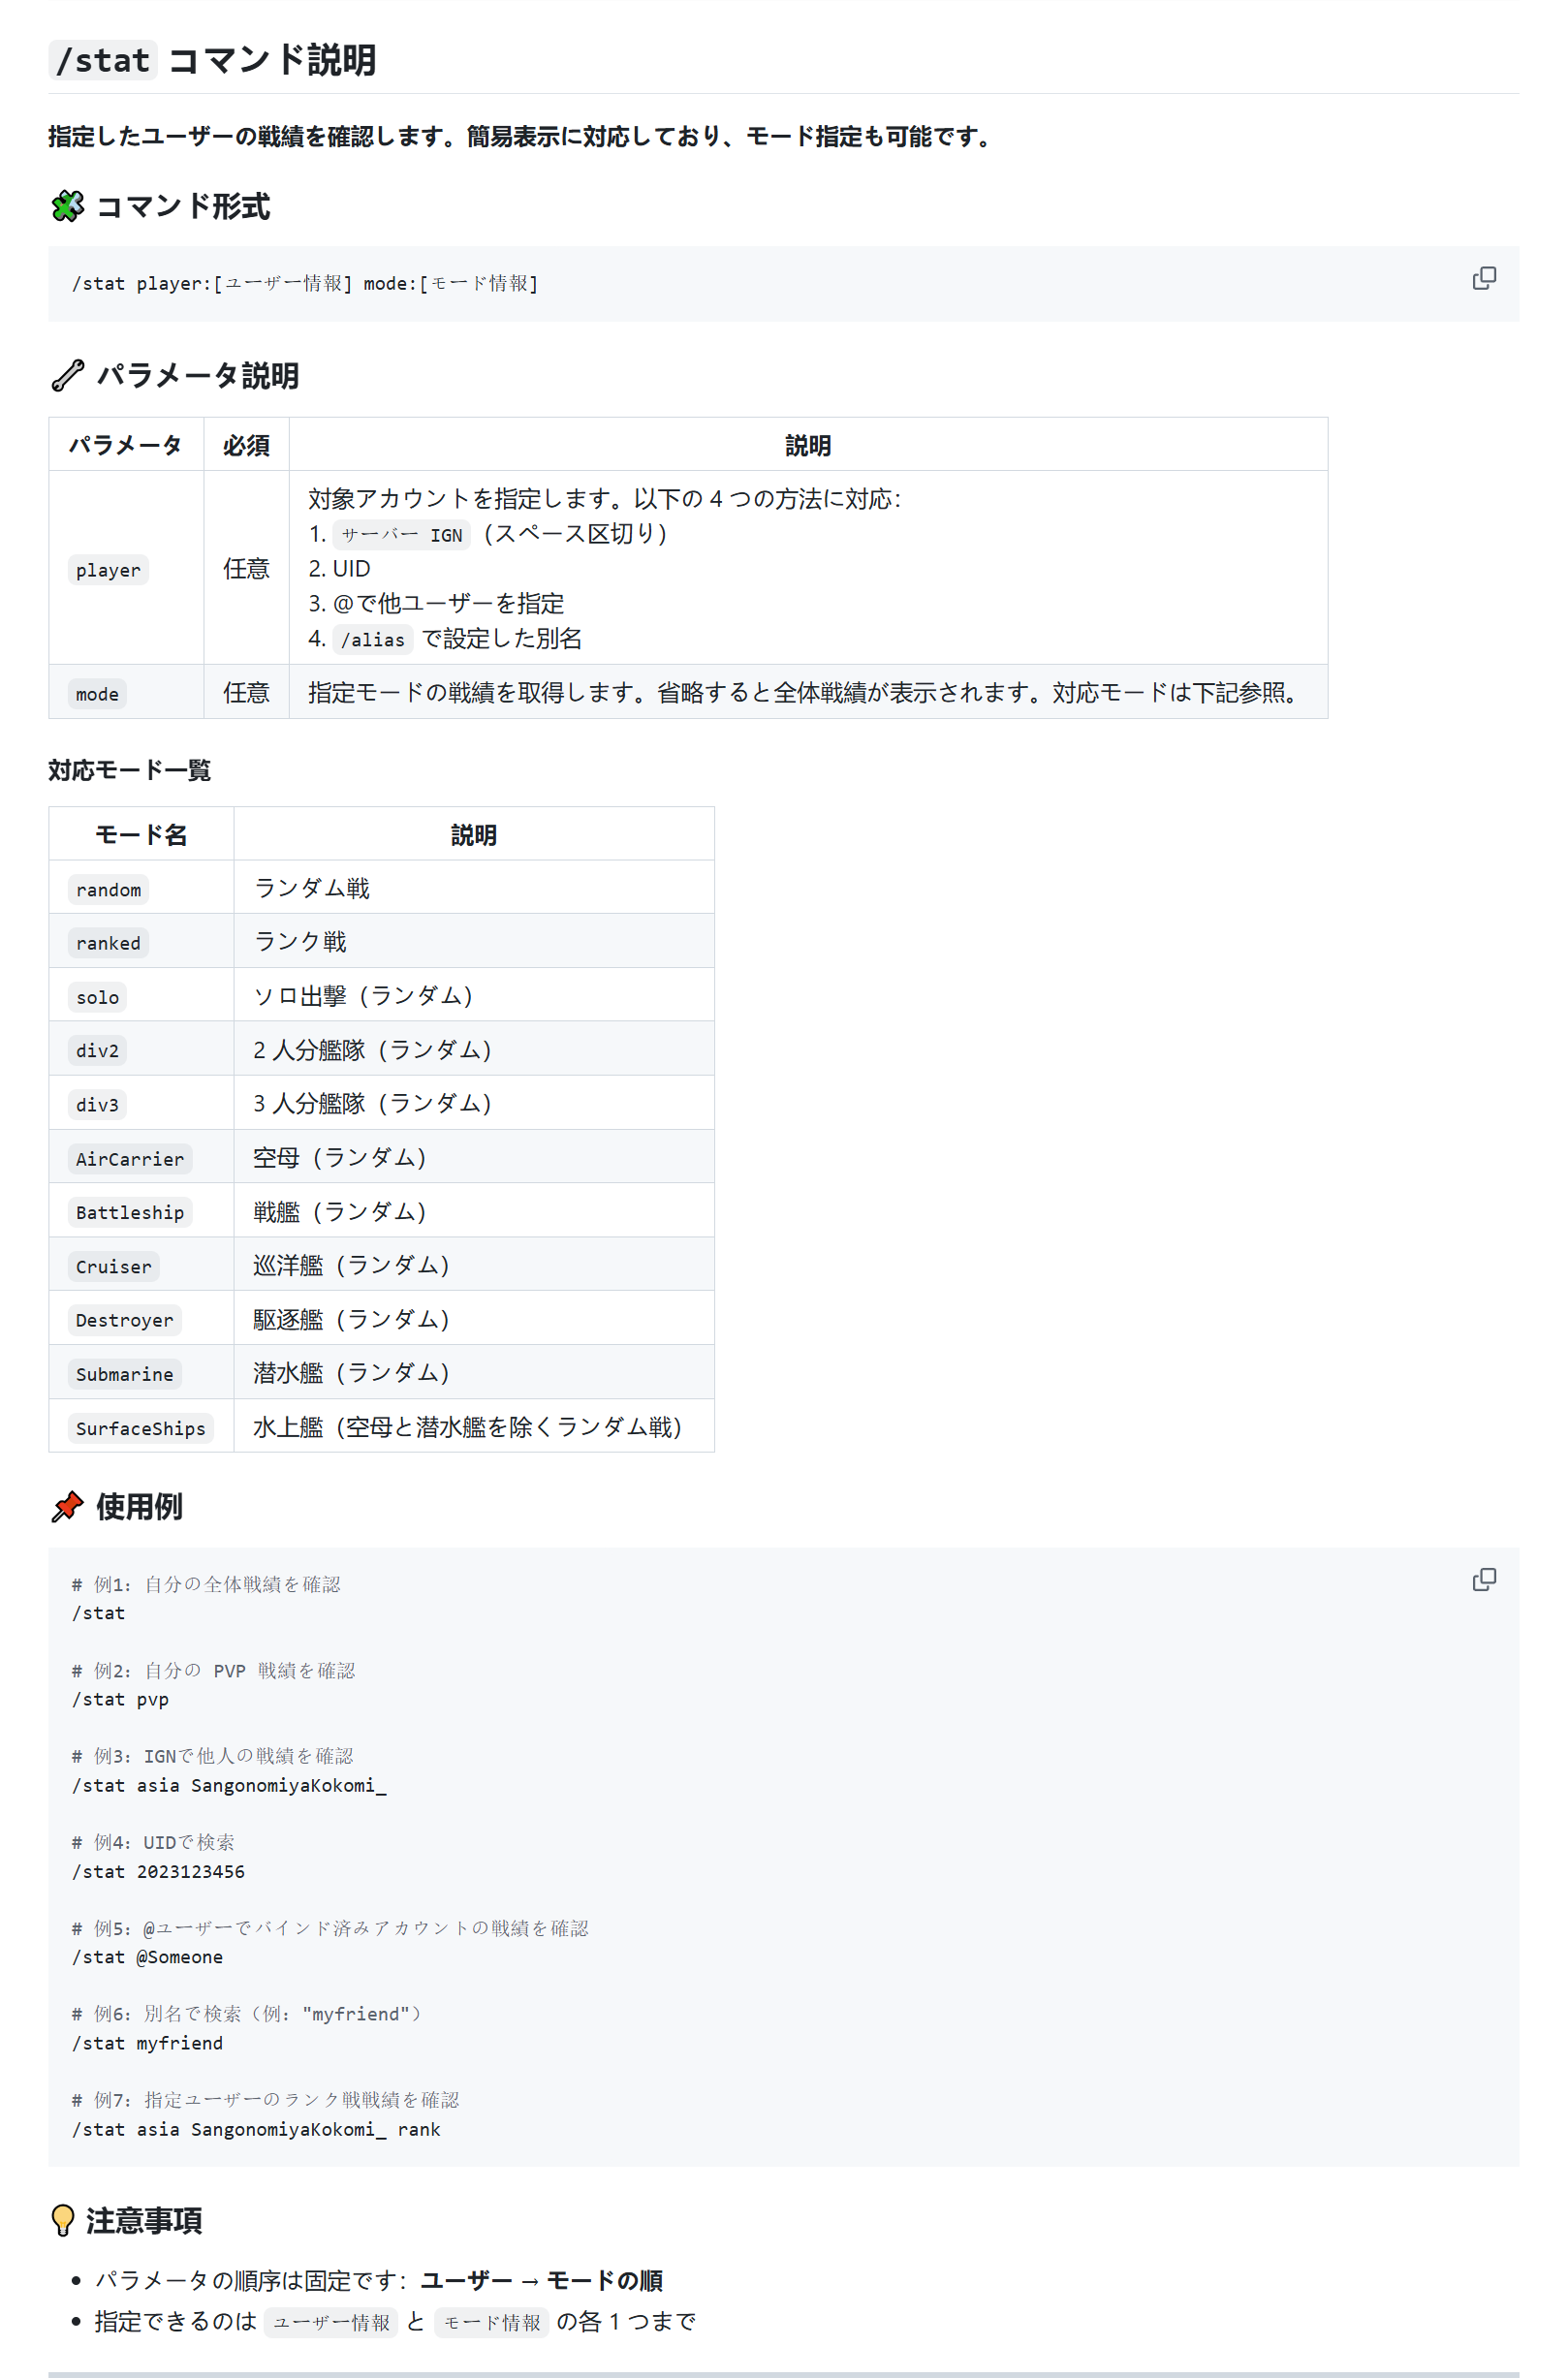 /stat コマンド説明
指定したユーザーの戦績を確認します。簡易表示に対応しており、モード指定も可能です。
コマンド形式
/stat player:[ユーザー情報] mode:[モード情報]
パラメータ説明
パラメータ 必須 説明
player 任意 対象アカウントを指定します。以下の 4 つの方法に対応：
1. サーバー IGN（スペース区切り）
2. UID
3. @で他ユーザーを指定
4. /alias で設定した別名
mode 任意 指定モードの戦績を取得します。省略すると全体戦績が表示されます。対応モードは下記参照。
対応モード一覧
モード名 説明
random ランダム戦
ranked ランク戦
solo ソロ出撃（ランダム）
div2 2 人分艦隊（ランダム）
div3 3 人分艦隊（ランダム）
AirCarrier 空母（ランダム）
Battleship 戦艦（ランダム）
Cruiser 巡洋艦（ランダム）
Destroyer 駆逐艦（ランダム）
Submarine 潜水艦（ランダム）
SurfaceShips 水上艦（空母と潜水艦を除くランダム戦）
使用例
# 例1：自分の全体戦績を確認
/stat
# 例2：自分の PVP 戦績を確認
/stat pvp
# 例3：IGNで他人の戦績を確認
/stat asia SangonomiyaKokomi_
# 例4：UIDで検索
/stat 2023123456
# 例5：@ユーザーでバインド済みアカウントの戦績を確認
/stat @Someone
# 例6：別名で検索（例："myfriend"）
/stat myfriend
# 例7：指定ユーザーのランク戦戦績を確認
/stat asia SangonomiyaKokomi_ rank
注意事項
• パラメータの順序は固定です：ユーザー → モードの順
• 指定できるのは ユーザー情報 と モード情報 の各 1 つまで